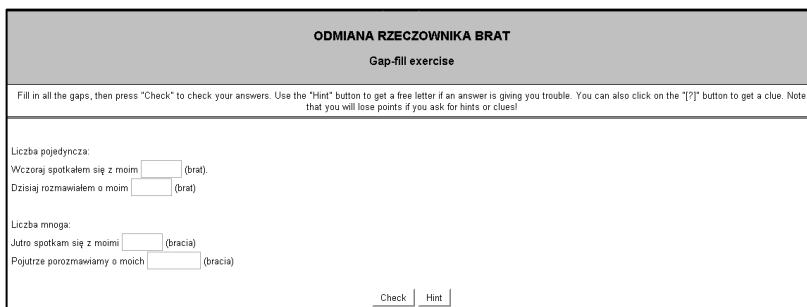 ODMIANA RZECZOWNIKA BRAT
Gap-fill exercise
Fill in all the gaps, then press "Check" to check your answers. Use the "Hint" button to get a free letter if an answer is giving you trouble. You can also click on the "[?]" button to get a clue. Note
that you will lose points if you ask for hints or clues!
Liczba pojedyncza:
Wczoraj spotkałem się z moim (brat).
Dzisiaj rozmawiałem o moim (brat)
Liczba mnoga:
Jutro spotkam się z moimi (bracia)
Pojutrze porozmawiamy o moich (bracia)
Check Hint